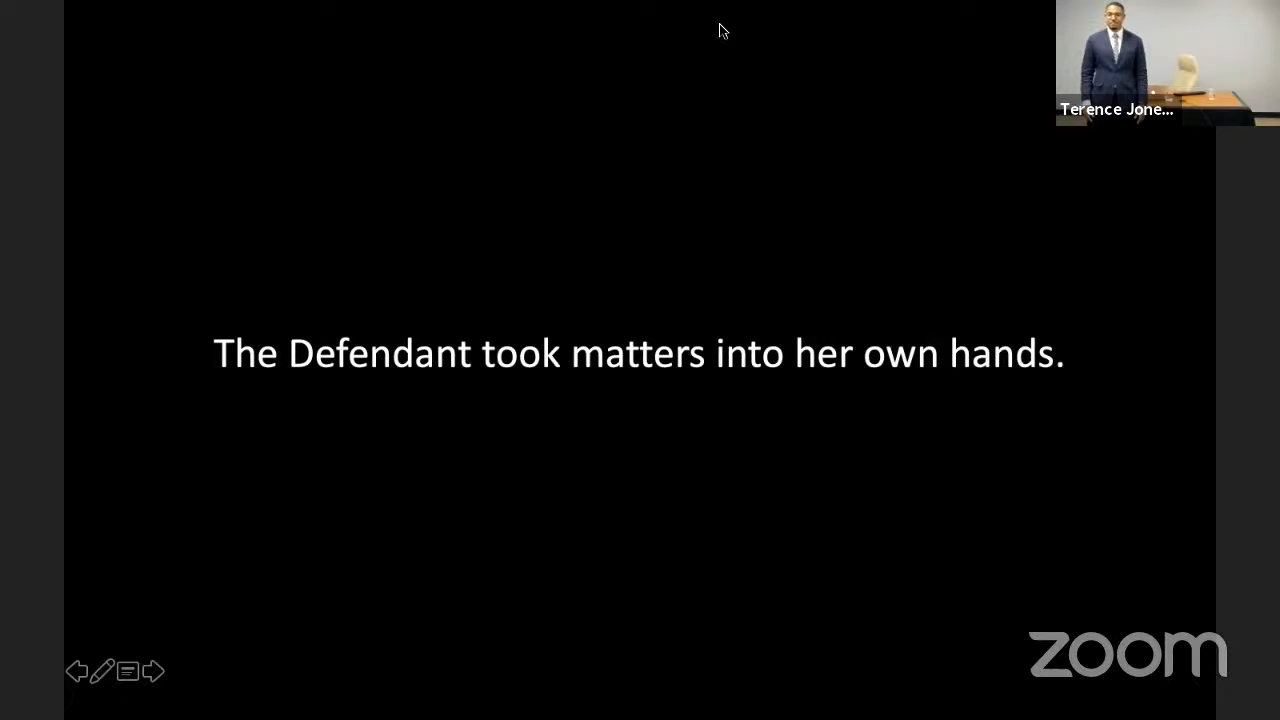 Terence Jone...
The Defendant took matters into her own hands.
zoom